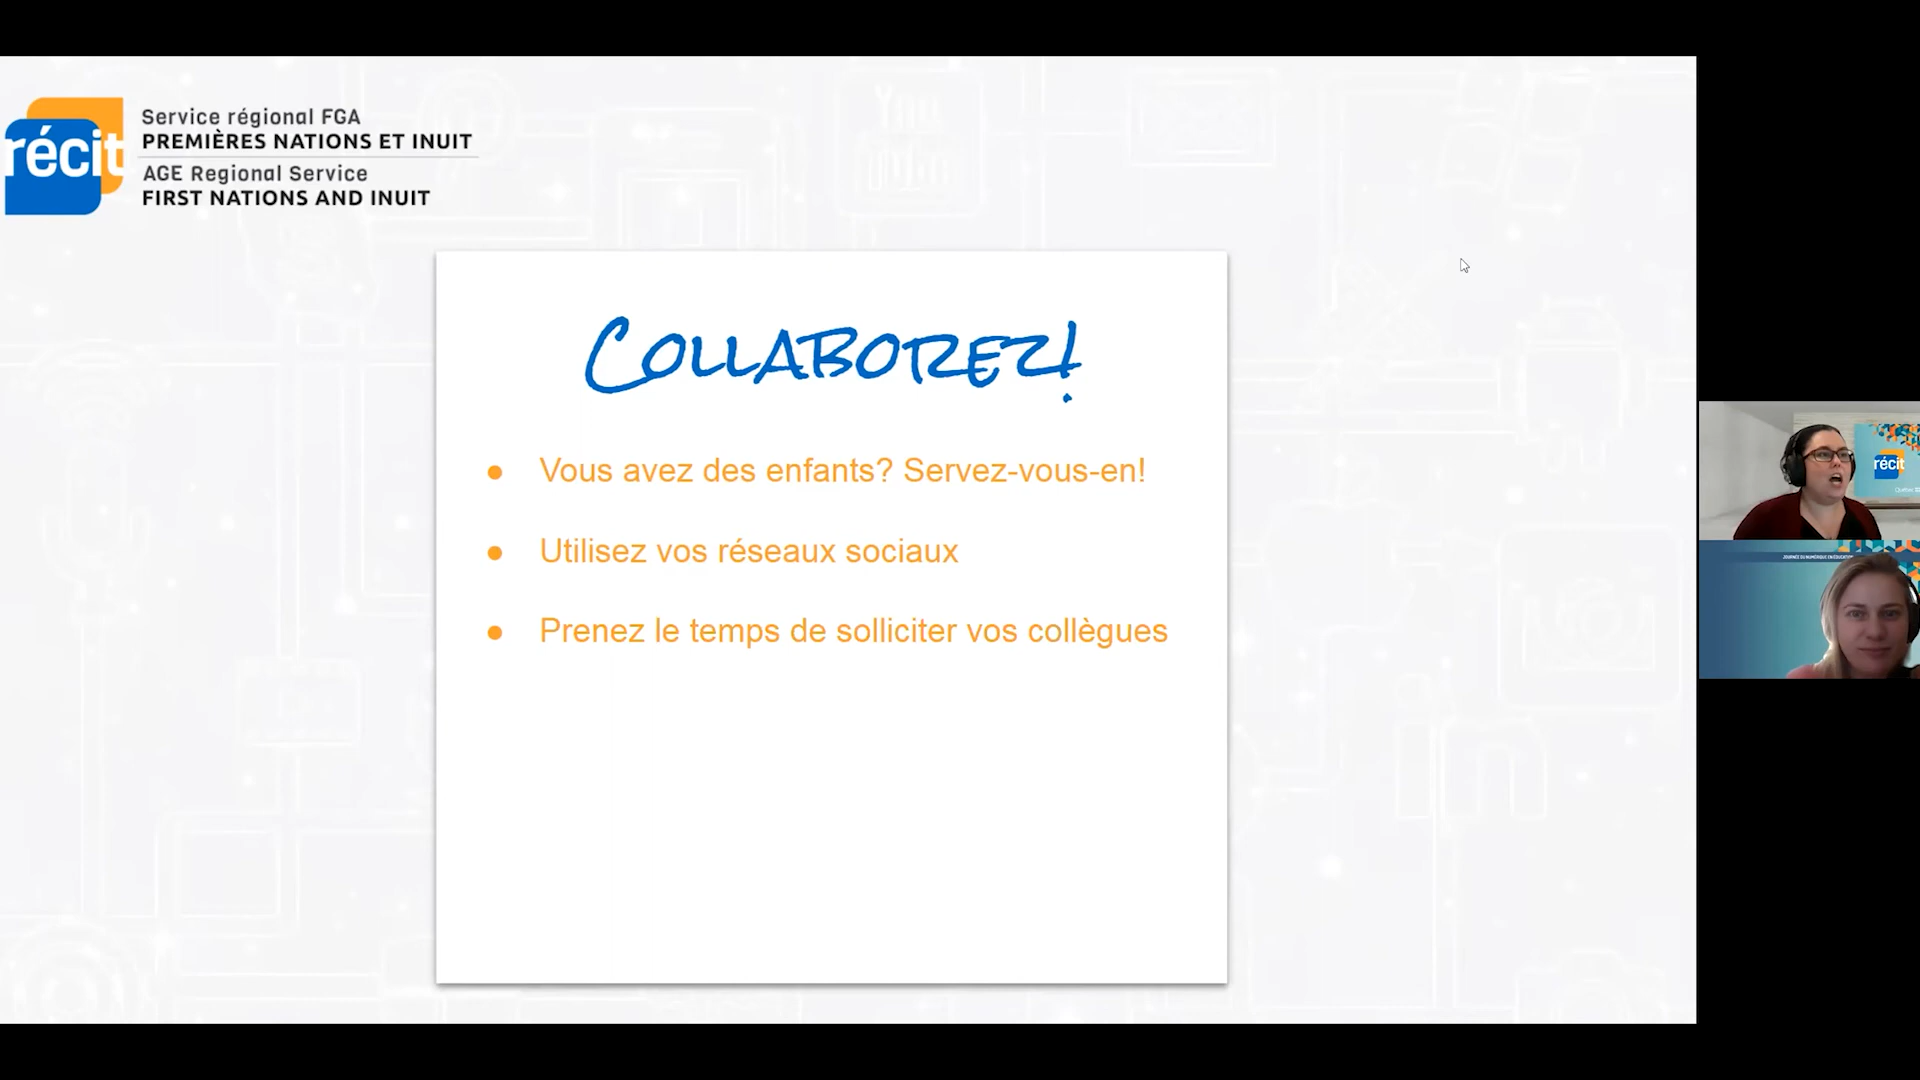 récit
Service régional FGA
PREMIÈRES NATIONS ET INUIT
AGE Regional Service
FIRST NATIONS AND INUIT
COLLABOREZ!
● Vous avez des enfants? Servez-vous-en!
● Utilisez vos réseaux sociaux
● Prenez le temps de solliciter vos collègues
récit